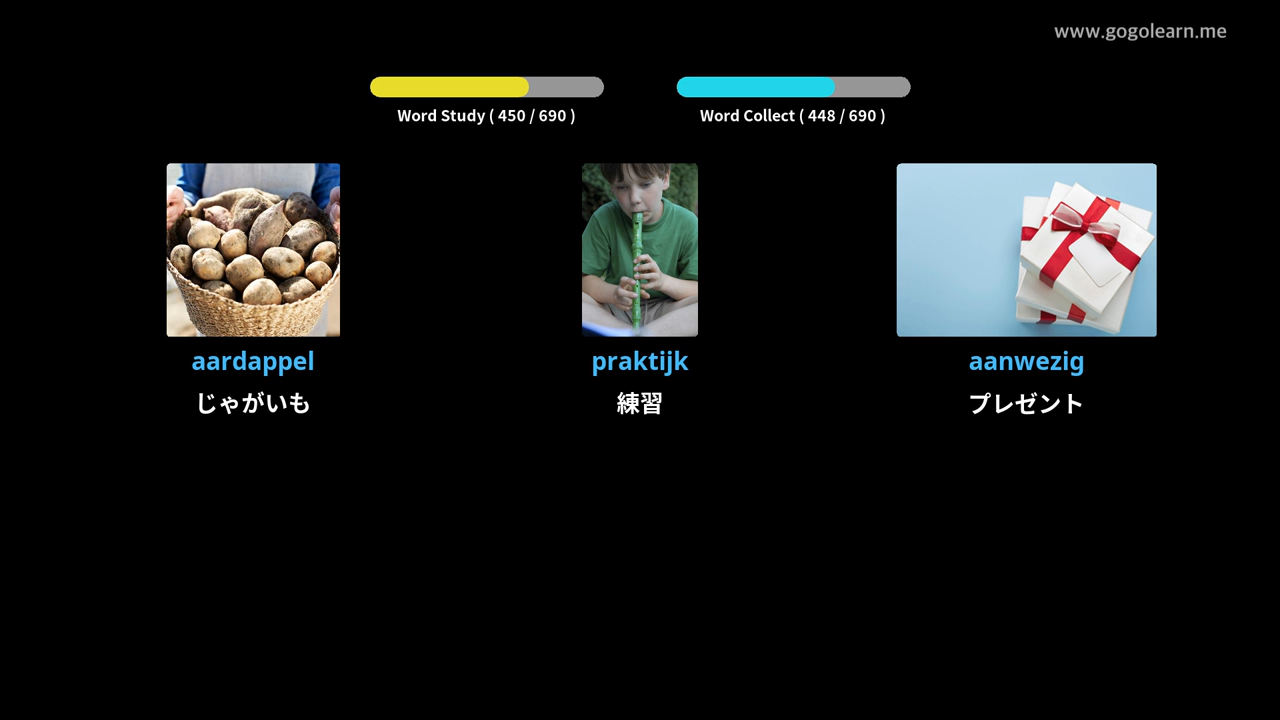 www.gogolearn.me
Word Study ( 450 / 690 )
Word Collect ( 448 / 690 )
aardappel
じゃがいも
praktijk
練習
aanwezig
プレゼント